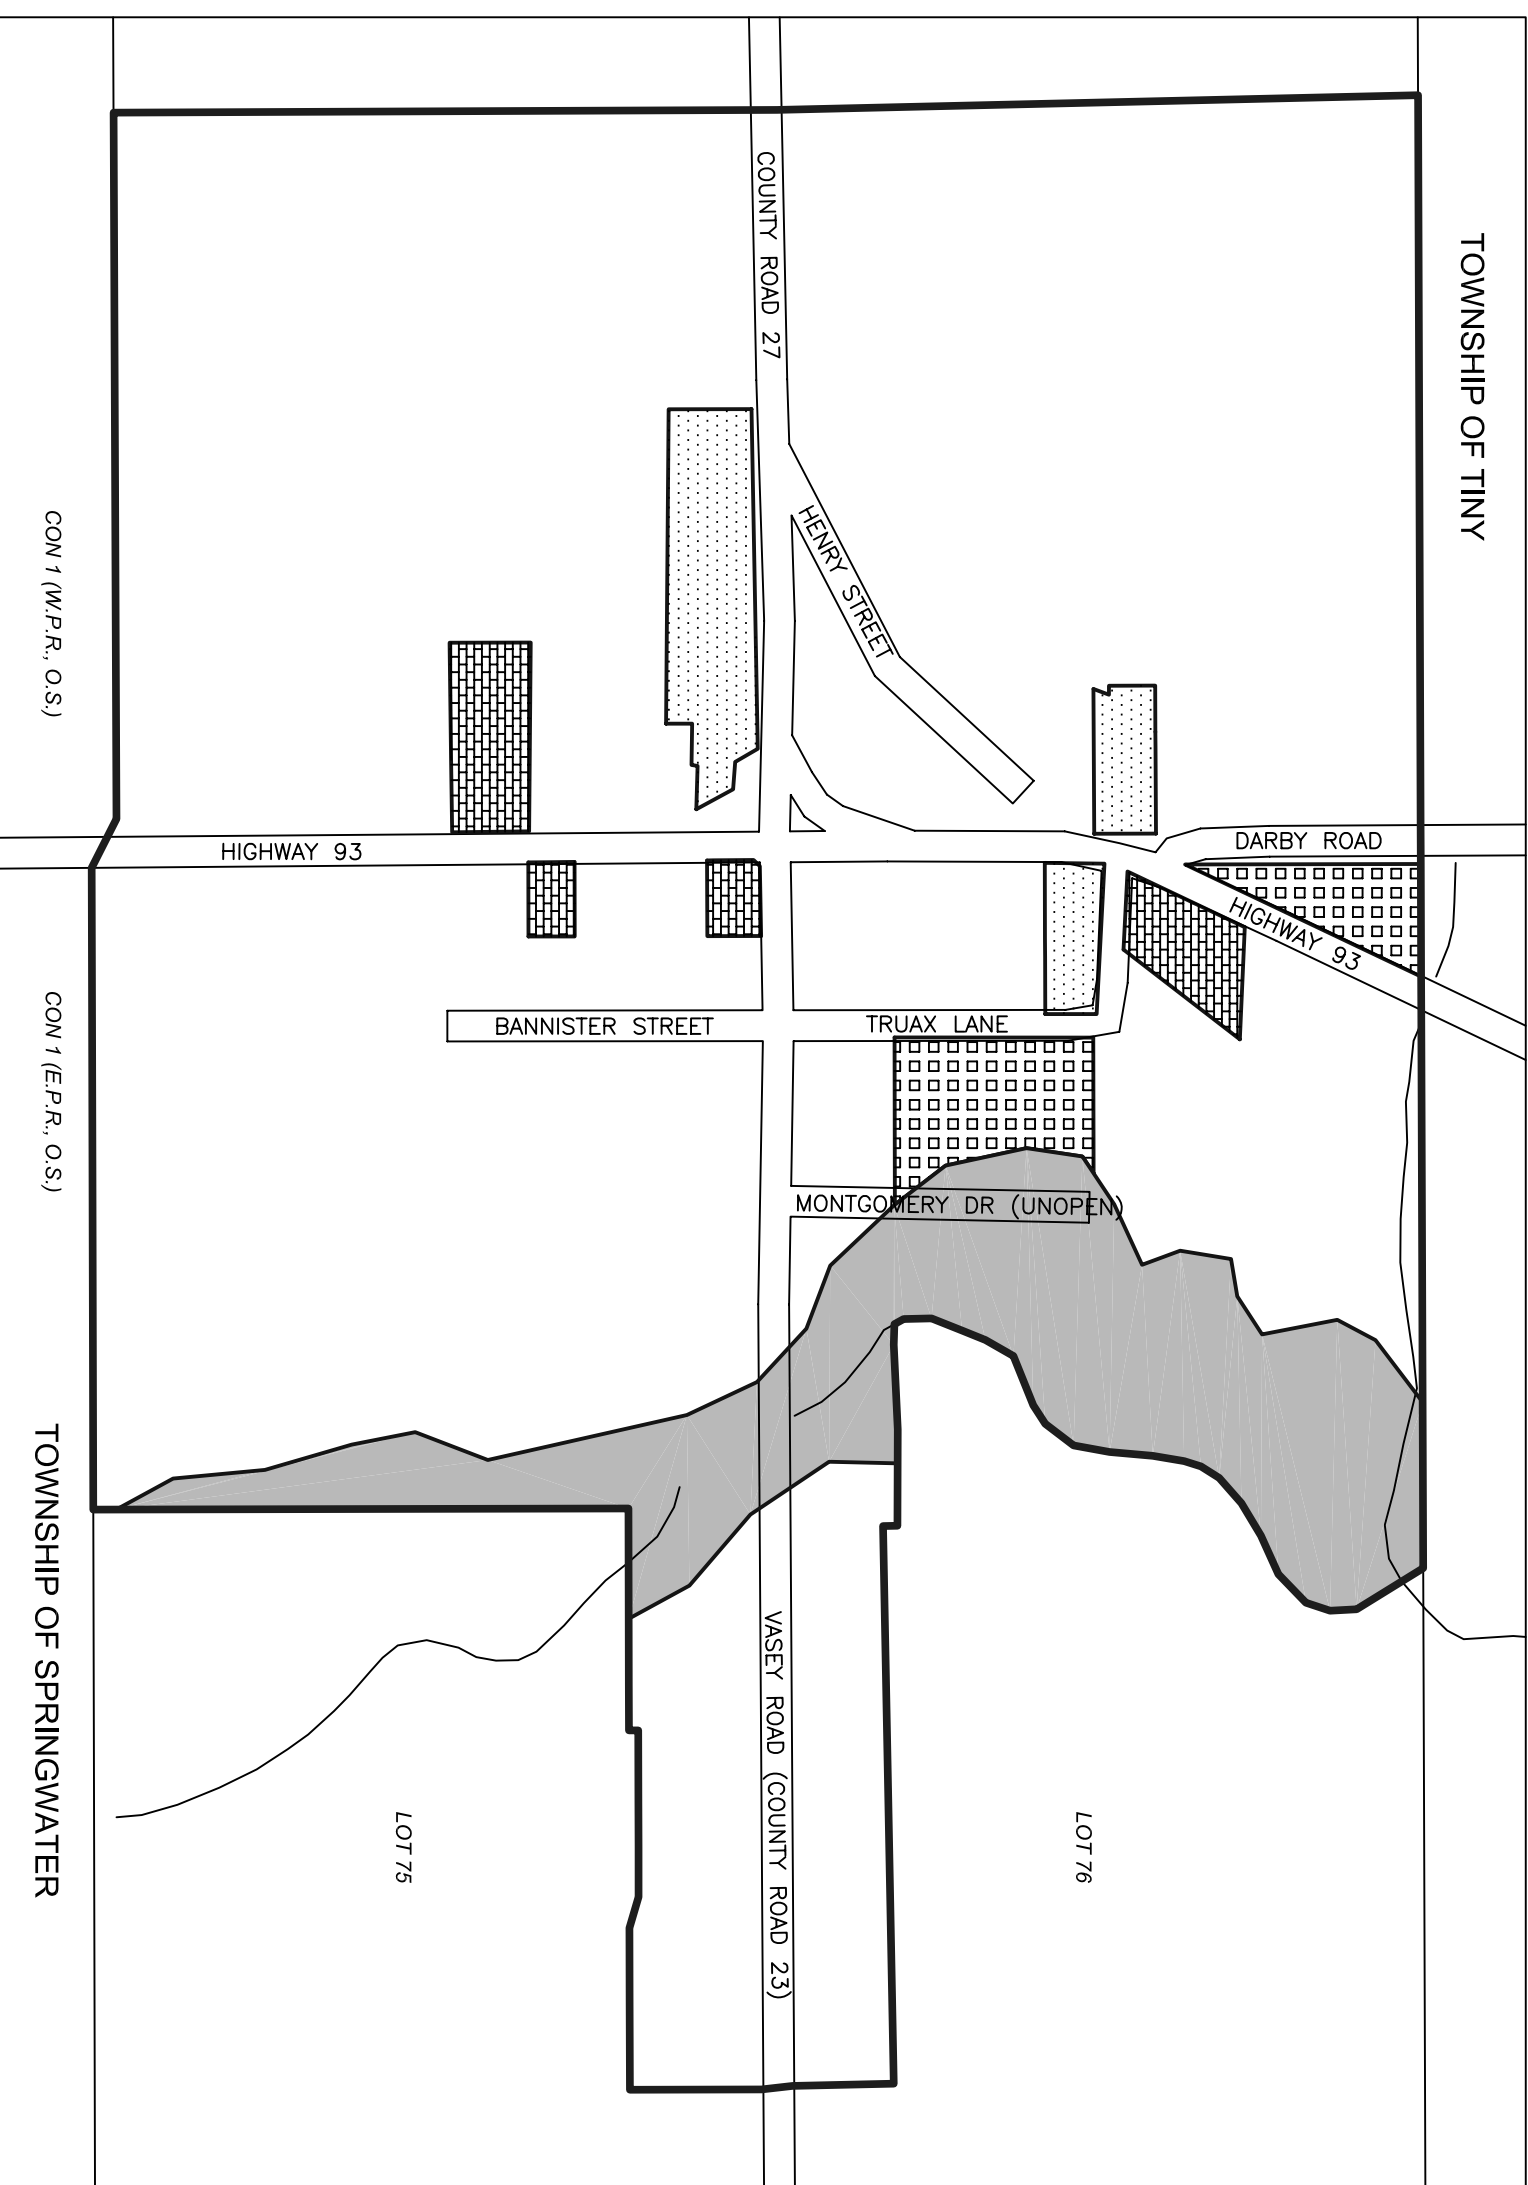 TOWNSHIP OF TINY
COUNTY ROAD 27
HENRY STREET
CON 1 (W.P.R., O.S.)
HIGHWAY 93
DARBY ROAD
HIGHWAY 93
BANNISTER STREET
TRUAX LANE
CON 1 (E.P.R., O.S.)
MONTGOMERY DR (UNOPEN)
TOWNSHIP OF SPRINGWATER
VASEY ROAD (COUNTY ROAD 23)
LOT 75
LOT 76